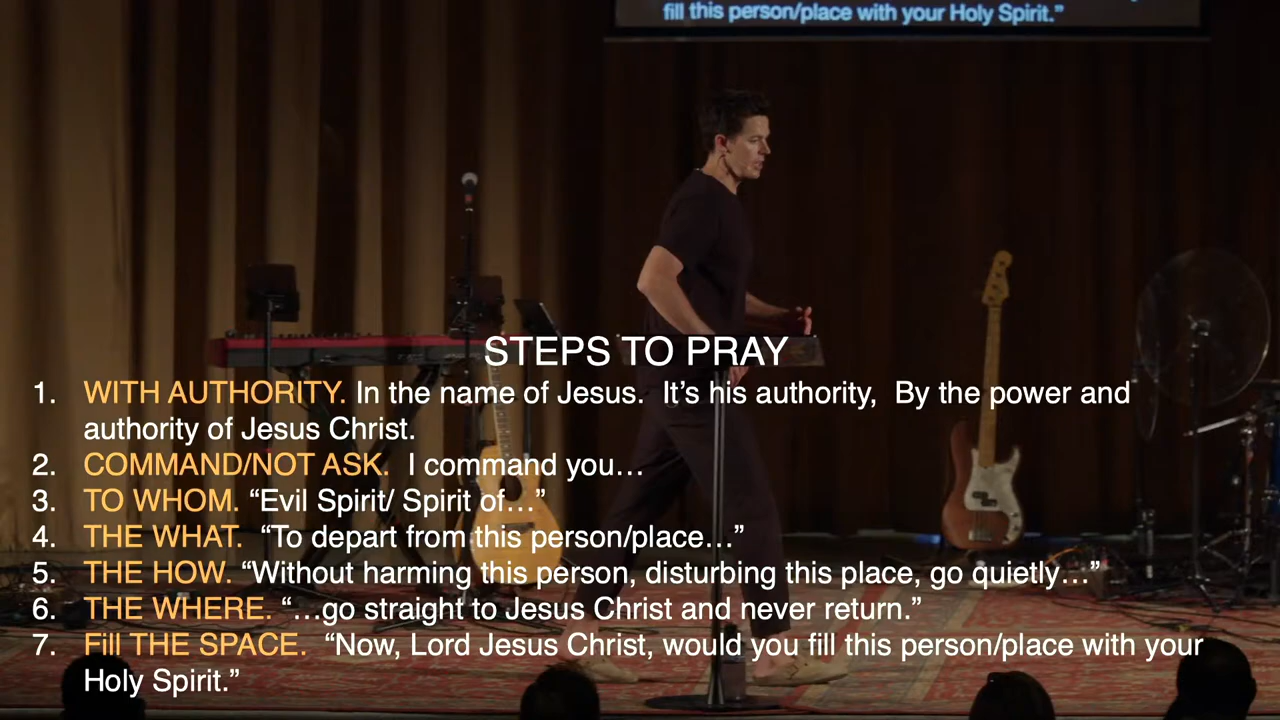 fill this person/place with your Holy Spirit.”
STEPS TO PRAY
1. WITH AUTHORITY. In the name of Jesus.  It’s his authority,  By the power and
authority of Jesus Christ.
2. COMMAND/NOT ASK.  I command you…
3. TO WHOM. “Evil Spirit/ Spirit of…”
4. THE WHAT.  “To depart from this person/place…”
5. THE HOW. “Without harming this person, disturbing this place, go quietly…”
6. THE WHERE. “…go straight to Jesus Christ and never return.”
7. Fill THE SPACE.  “Now, Lord Jesus Christ, would you fill this person/place with your
Holy Spirit.”